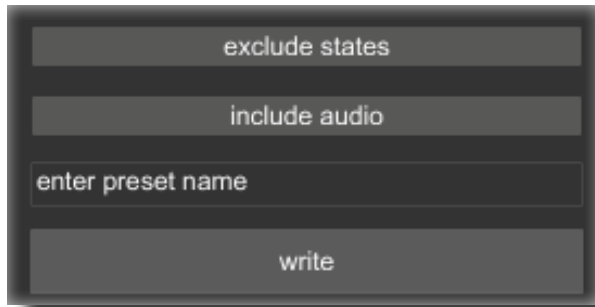 exclude states
include audio
enter preset name
write